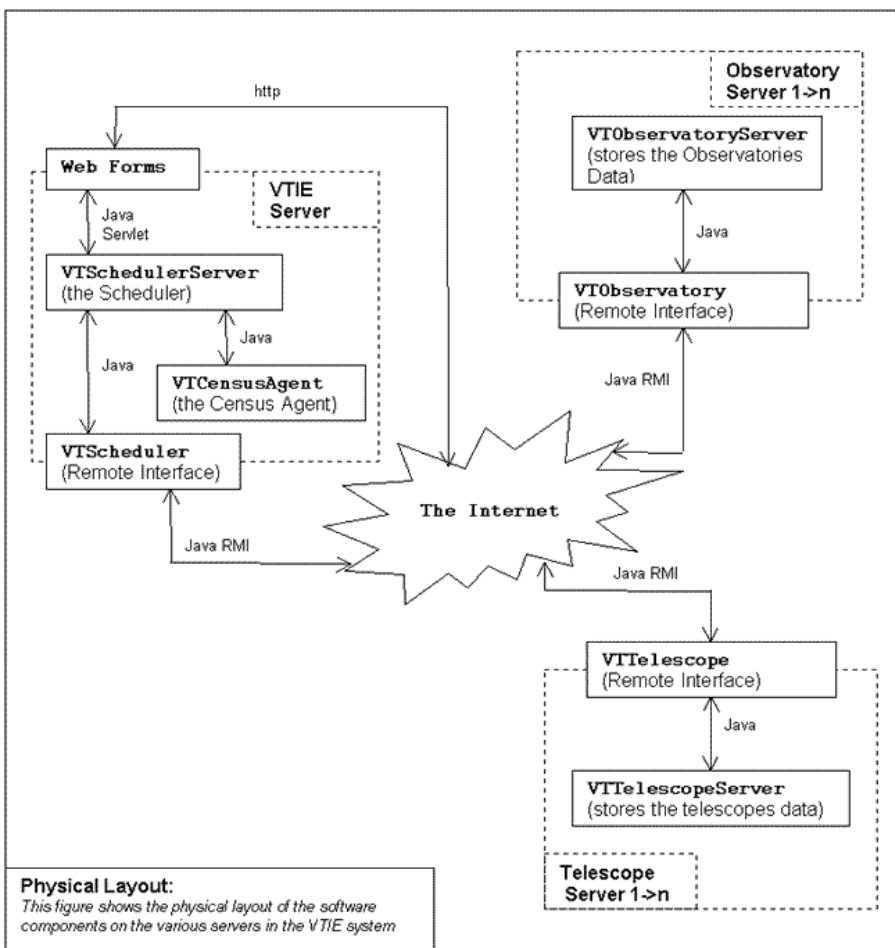 http
Web Forms
VTIE
Server
Java
Servlet
VTSchedulerServer
(the Scheduler)
Java
Java
VTCensusAgent
(the Census Agent)
VTScheduler
(Remote Interface)
Java RMI
The Internet
Observatory
Server 1->n
VTObservatoryServer
(stores the Observatories
Data)
Java
VTObservatory
(Remote Interface)
Java RMI
Java RMI
VTTelescope
(Remote Interface)
Java
VTTelescopeServer
(stores the telescopes data)
Telescope
Server 1->n
Physical Layout:
This figure shows the physical layout of the software
components on the various servers in the VTIE system